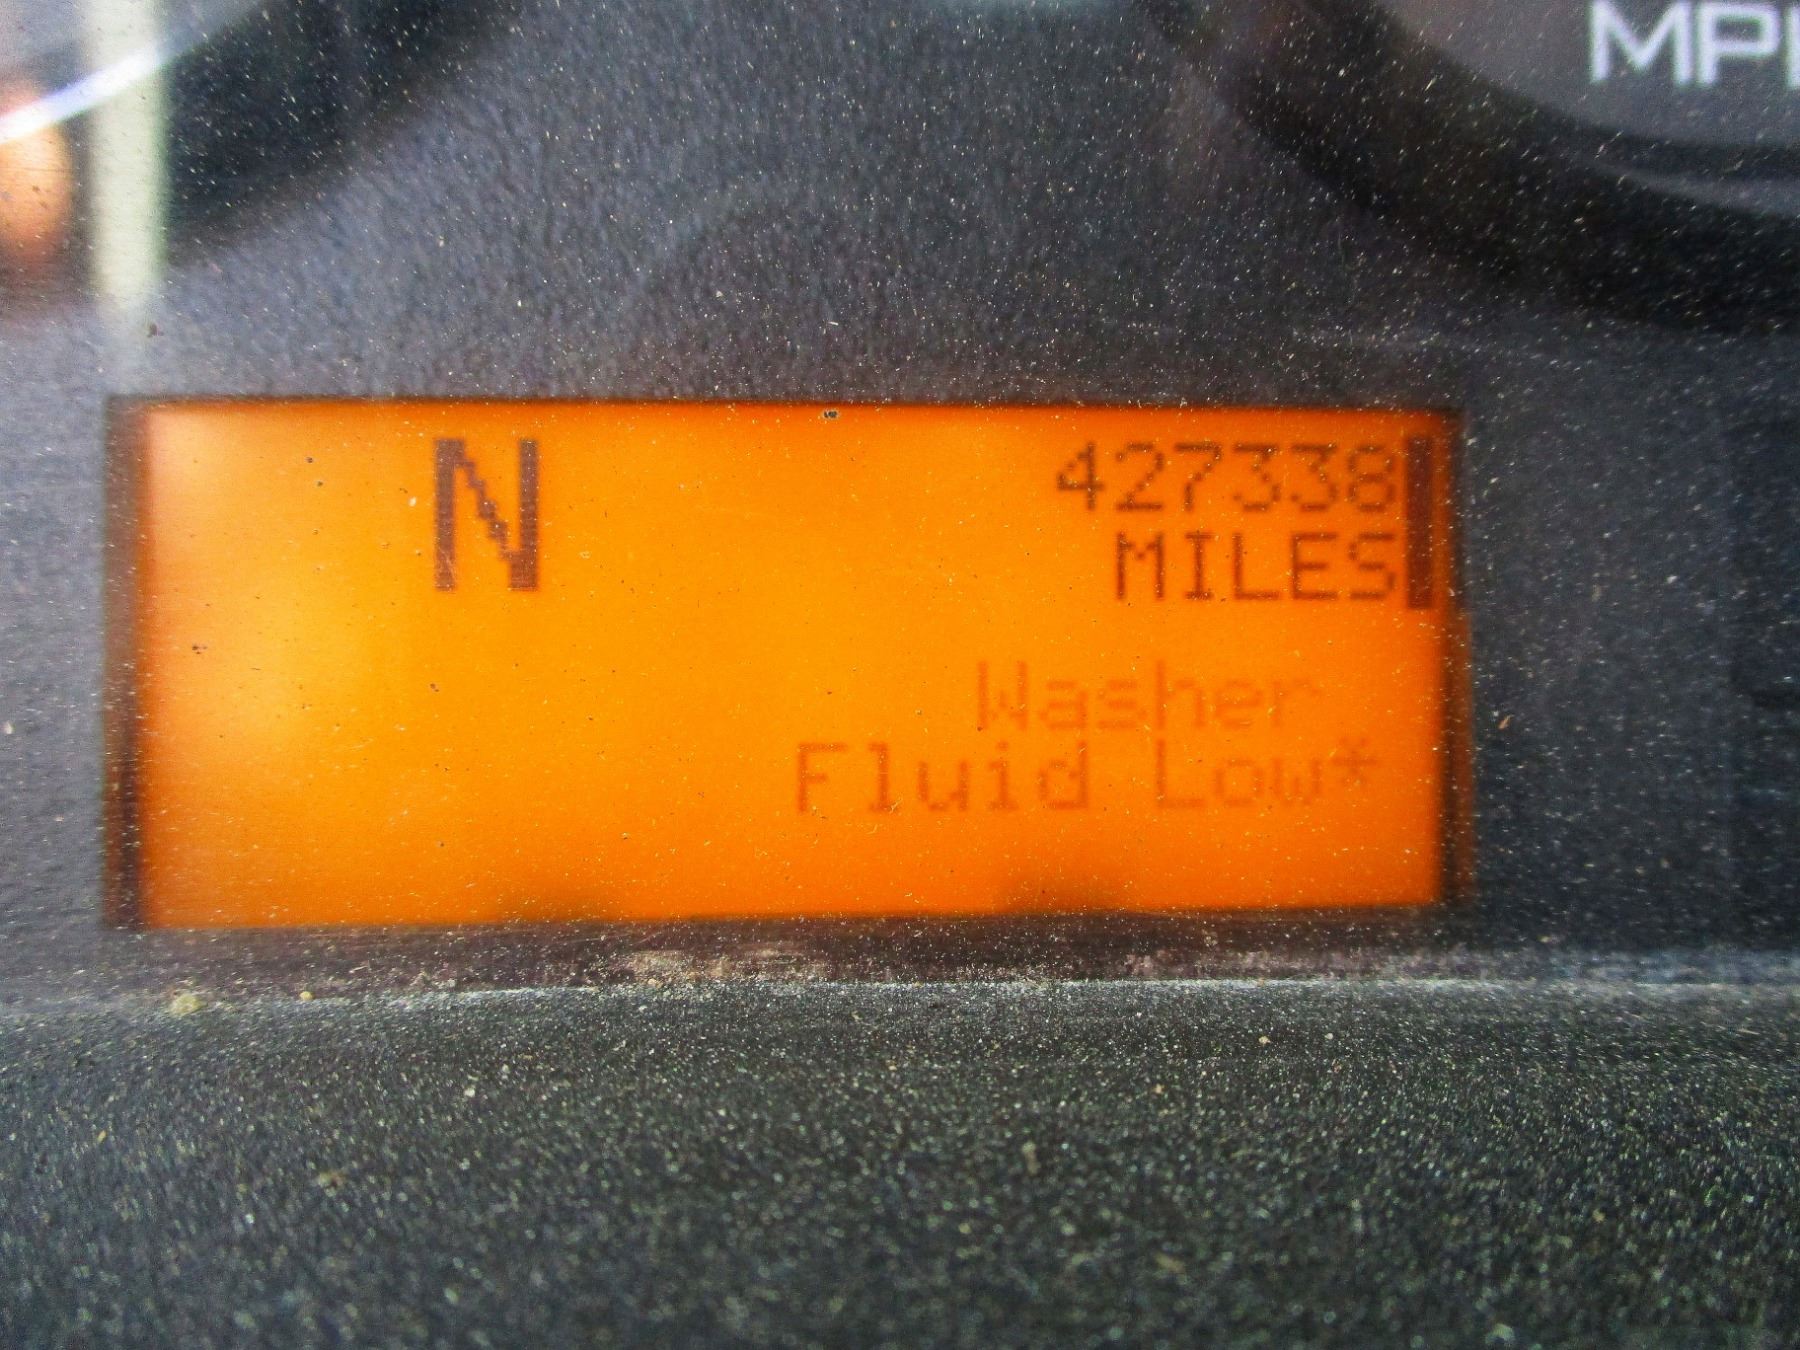 MPH
N 427338
MILES
Washer
Fluid Low*